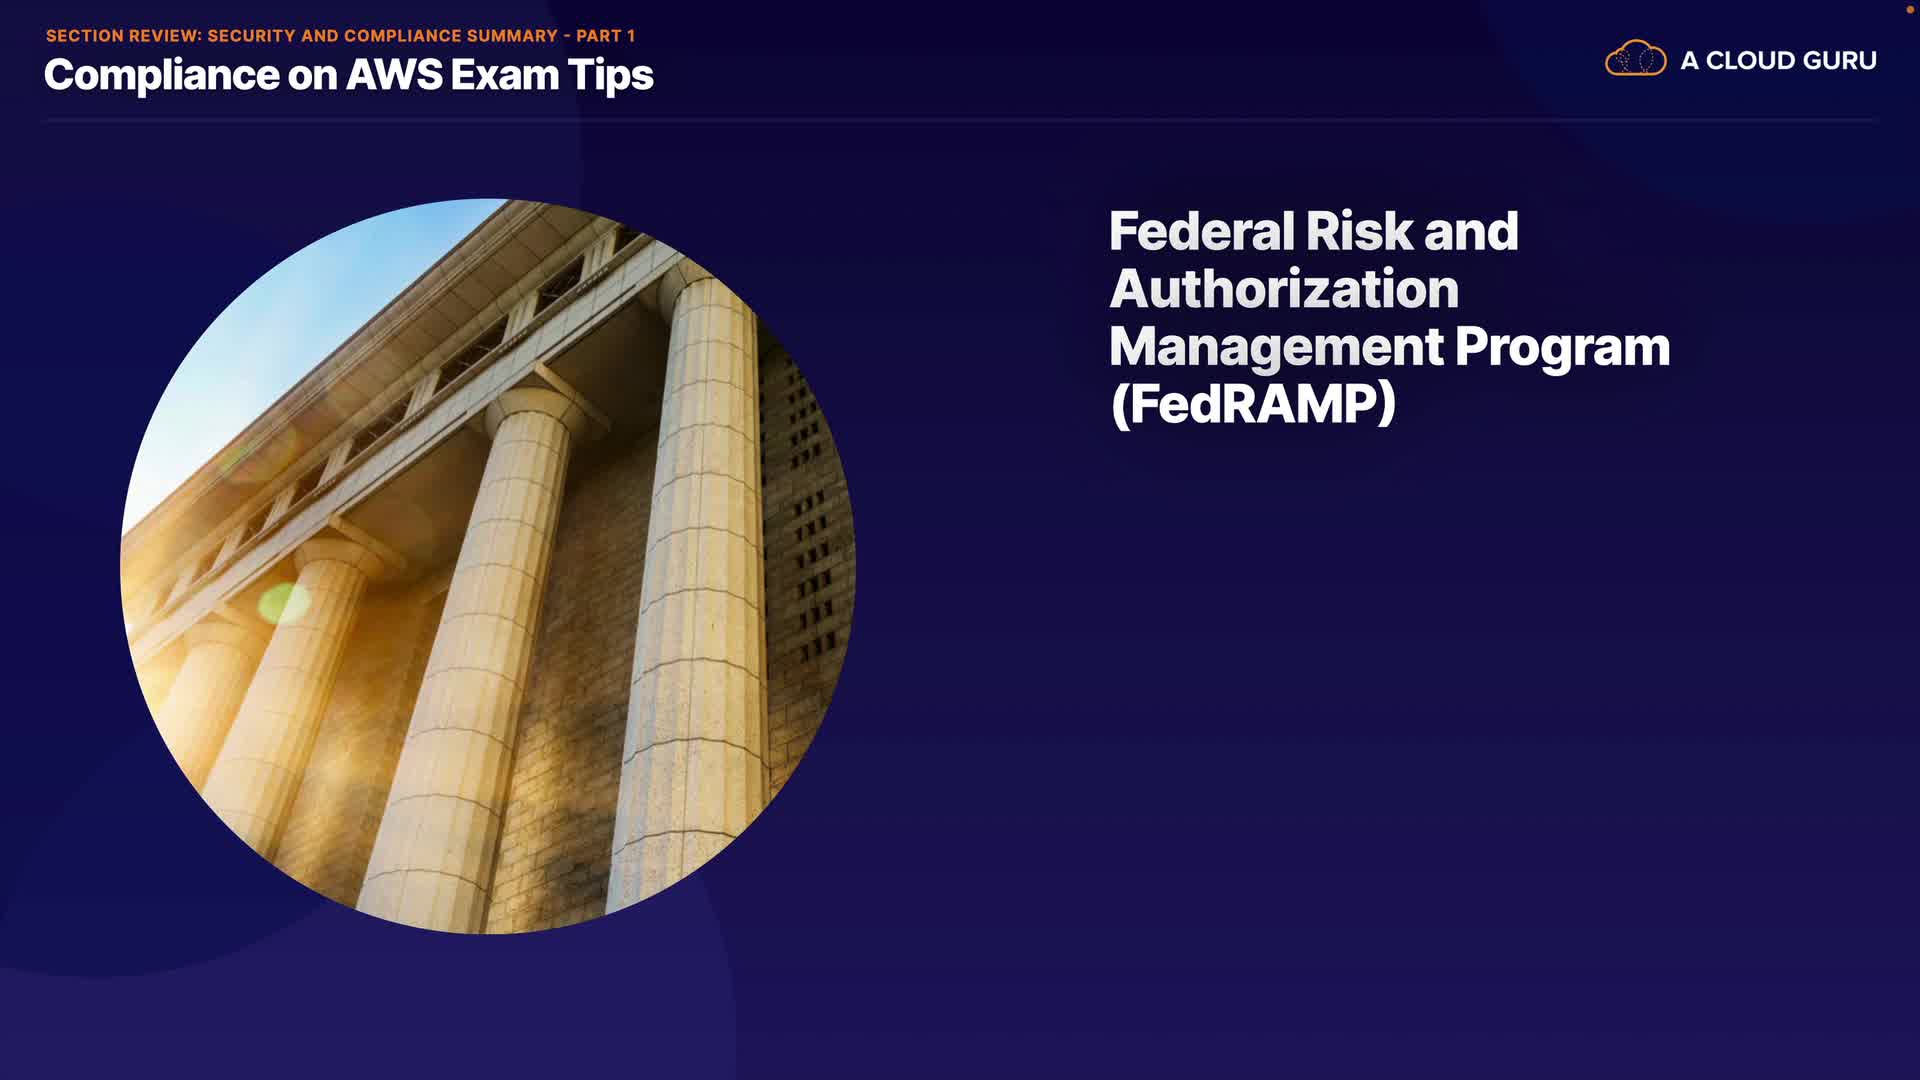 SECTION REVIEW: SECURITY AND COMPLIANCE SUMMARY - PART 1
Compliance on AWS Exam Tips
A CLOUD GURU
Federal Risk and
Authorization
Management Program
(FedRAMP)